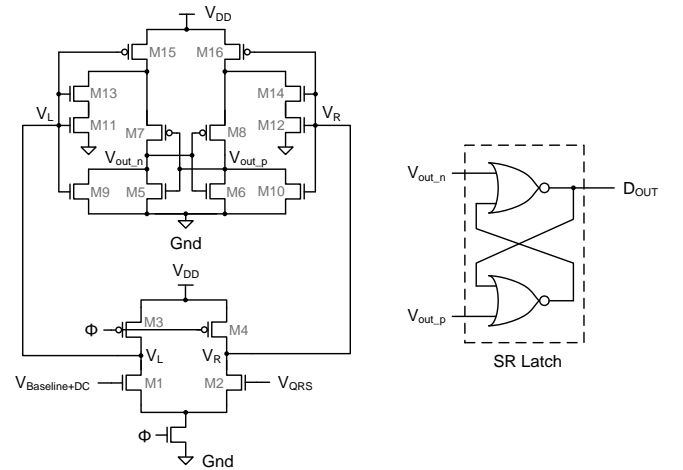 V_DD
M15 M16
M13 M14
V_L V_R
M11 M7 M8 M12
V_out_n V_out_p
M9 M5 M6 M10
Gnd
V_DD
Φ M3 M4
V_L V_R
V_Baseline+DC M1 M2 V_QRS
Φ
Gnd
V_out_n
D_OUT
V_out_p
SR Latch